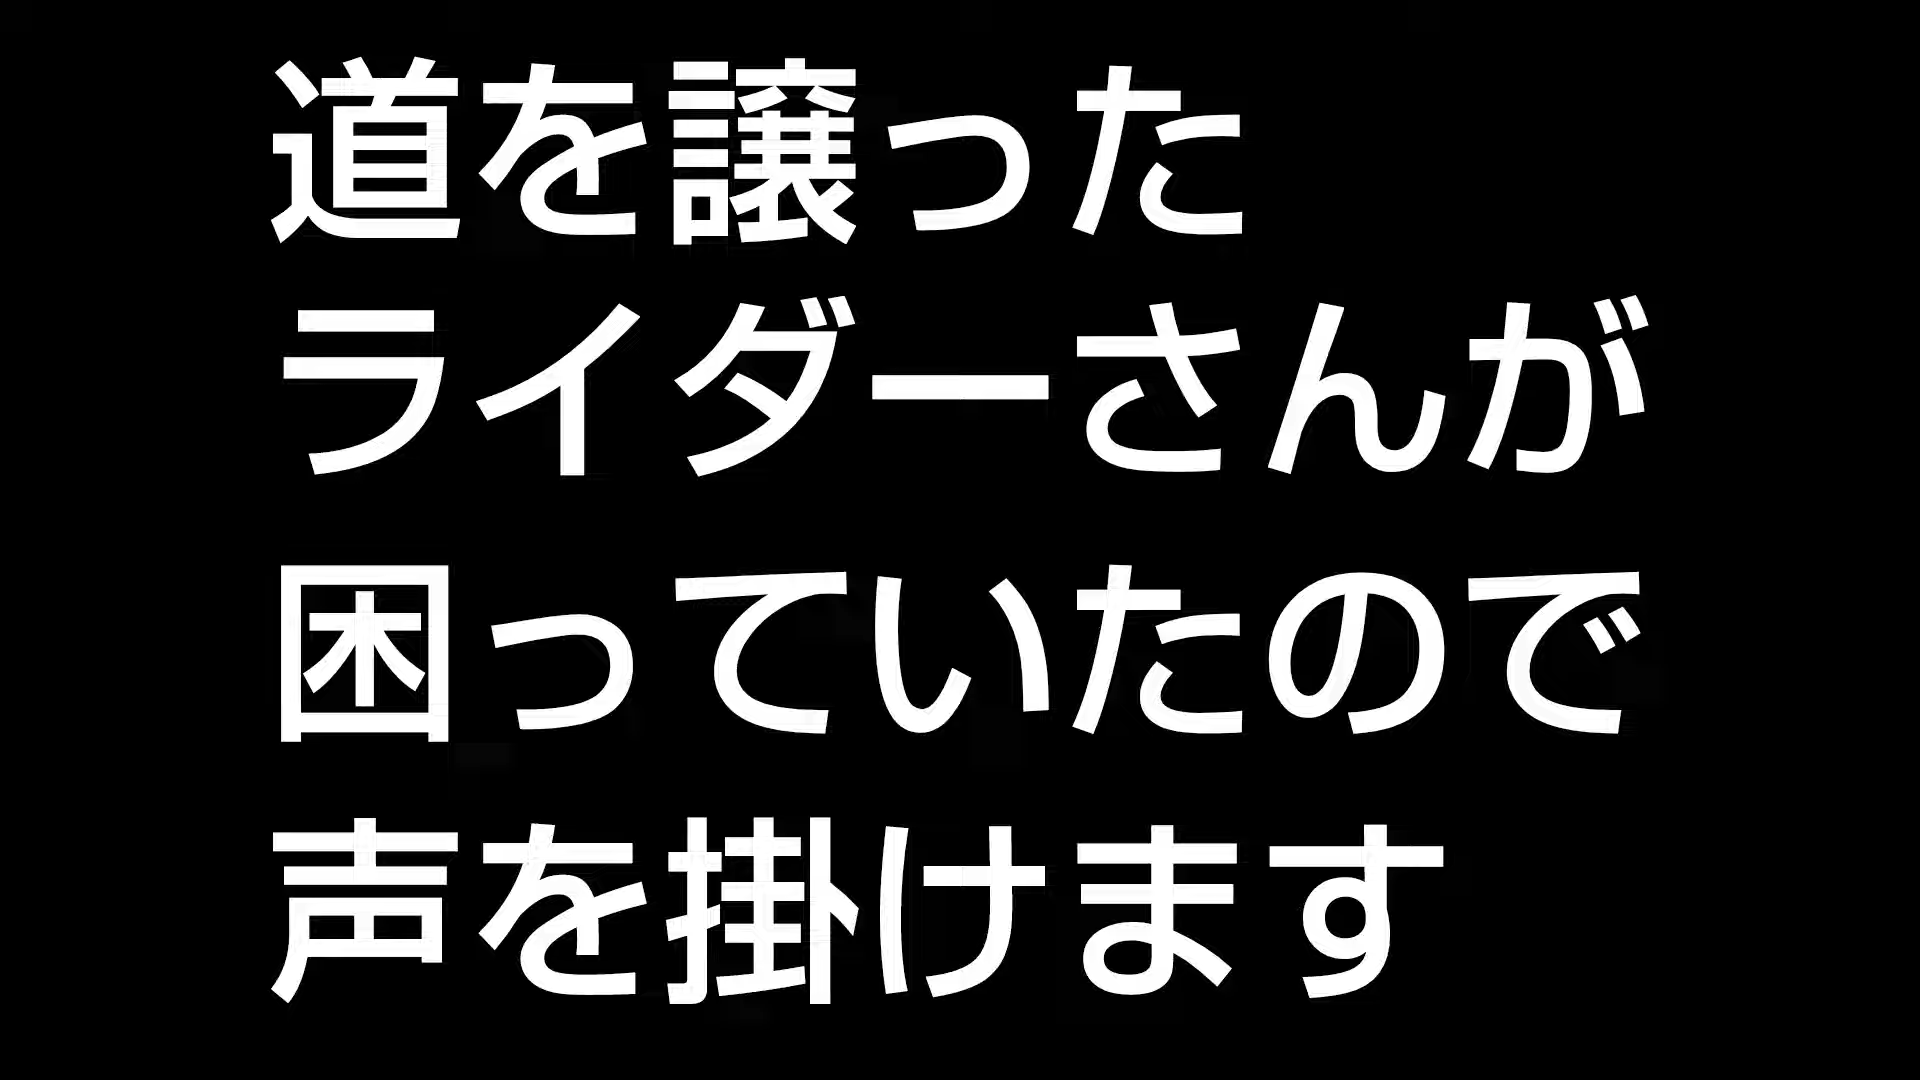 道を譲った
ライダーさんが
困っていたので
声を掛けます